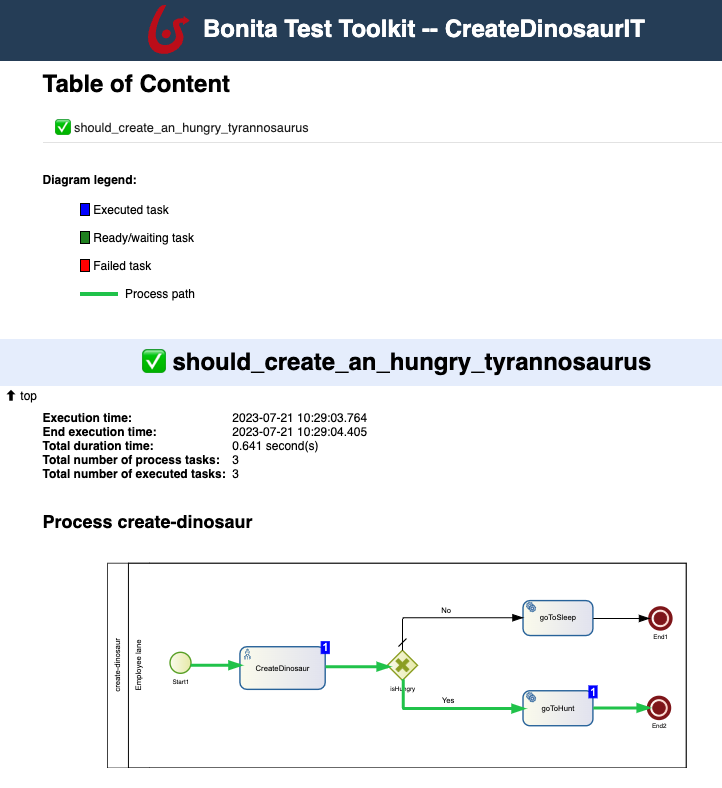 Bonita Test Toolkit -- CreateDinosaurIT
Table of Content
should_create_an_hungry_tyrannosaurus
Diagram legend:
Executed task
Ready/waiting task
Failed task
Process path
should_create_an_hungry_tyrannosaurus
top
Execution time: 2023-07-21 10:29:03.764
End execution time: 2023-07-21 10:29:04.405
Total duration time: 0.641 second(s)
Total number of process tasks: 3
Total number of executed tasks: 3
Process create-dinosaur
create-dinosaur
Employee lane
Start1
CreateDinosaur
1
isHungry
No
goToSleep
End1
Yes
goToHunt
1
End2